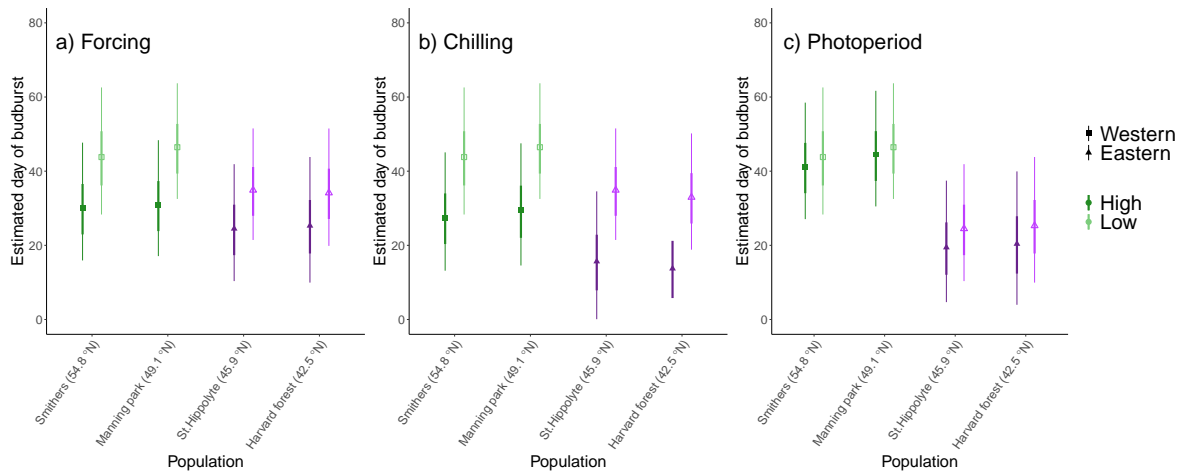 a) Forcing
Estimated day of budburst
80
60
40
20
0
Smithers (54.8 °N)
Manning park (49.1 °N)
St.Hippolyte (45.9 °N)
Harvard forest (42.5 °N)
Population
b) Chilling
Estimated day of budburst
80
60
40
20
0
Smithers (54.8 °N)
Manning park (49.1 °N)
St.Hippolyte (45.9 °N)
Harvard forest (42.5 °N)
Population
c) Photoperiod
Estimated day of budburst
80
60
40
20
0
Smithers (54.8 °N)
Manning park (49.1 °N)
St.Hippolyte (45.9 °N)
Harvard forest (42.5 °N)
Population
Western
Eastern
High
Low